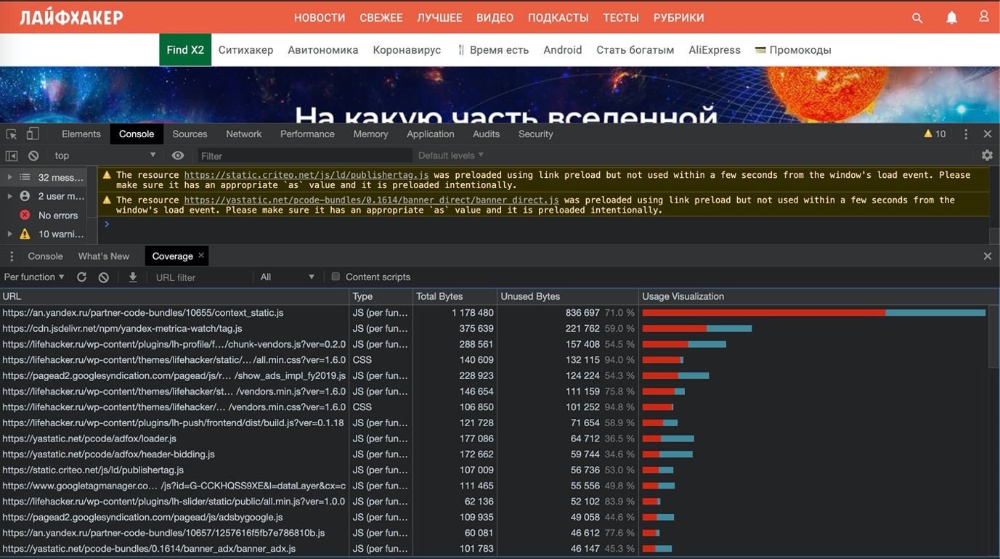 ЛАЙФХАКЕР НОВОСТИ СВЕЖЕЕ ЛУЧШЕЕ ВИДЕО ПОДКАСТЫ ТЕСТЫ РУБРИКИ
Find X2 Ситихакер Авитономика Коронавирус Время есть Android Стать богатым AliExpress Промокоды
На какую часть вселенной
Elements Console Sources Network Performance Memory Application Audits Security 10
top Filter Default levels
32 mess...
The resource https://static.criteo.net/js/ld/publishertag.js was preloaded using link preload but not used within a few seconds from the window's load event. Please
make sure it has an appropriate `as` value and it is preloaded intentionally.
2 user m...
The resource https://yastatic.net/pcode-bundles/0.1614/banner_direct/banner_direct.js was preloaded using link preload but not used within a few seconds from the
window's load event. Please make sure it has an appropriate `as` value and it is preloaded intentionally.
No errors
10 warni...
Console What's New Coverage
Per function URL filter All Content scripts
URL Type Total Bytes Unused Bytes Usage Visualization
https://an.yandex.ru/partner-code-bundles/10655/context_static.js JS (per fun... 1 178 480 836 697 71.0 %
https://cdn.jsdelivr.net/npm/yandex-metrica-watch/tag.js JS (per fun... 375 639 221 762 59.0 %
https://lifehacker.ru/wp-content/plugins/lh-profile/f... /chunk-vendors.js?ver=0.2.0 JS (per fun... 288 561 157 408 54.5 %
https://lifehacker.ru/wp-content/themes/lifehacker/static/... /all.min.css?ver=1.6.0 CSS 140 609 132 115 94.0 %
https://pagead2.googlesyndication.com/pagead/js/r... /show_ads_impl_fy2019.js JS (per fun... 228 923 124 224 54.3 %
https://lifehacker.ru/wp-content/themes/lifehacker/st... /vendors.min.js?ver=1.6.0 JS (per fun... 146 654 111 159 75.8 %
https://lifehacker.ru/wp-content/themes/lifehacker/... /vendors.min.css?ver=1.6.0 CSS 106 850 101 252 94.8 %
https://lifehacker.ru/wp-content/plugins/lh-push/frontend/dist/build.js?ver=0.1.18 JS (per fun... 121 728 71 654 58.9 %
https://yastatic.net/pcode/adfox/loader.js JS (per fun... 177 086 64 712 36.5 %
https://yastatic.net/pcode/adfox/header-bidding.js JS (per fun... 172 662 59 744 34.6 %
https://static.criteo.net/js/ld/publishertag.js JS (per fun... 107 009 56 736 53.0 %
https://www.googletagmanager.co... /js?id=G-CCKHQSS9XE&l=dataLayer&cx=c JS (per fun... 111 465 55 556 49.8 %
https://lifehacker.ru/wp-content/plugins/lh-slider/static/public/all.min.js?ver=1.0.0 JS (per fun... 62 136 52 102 83.9 %
https://pagead2.googlesyndication.com/pagead/js/adsbygoogle.js JS (per fun... 109 935 49 058 44.6 %
https://an.yandex.ru/partner-code-bundles/10657/1257616f5fb7e786810b.js JS (per fun... 60 081 46 612 77.6 %
https://yastatic.net/pcode-bundles/0.1614/banner_adx/banner_adx.js JS (per fun... 101 783 46 147 45.3 %